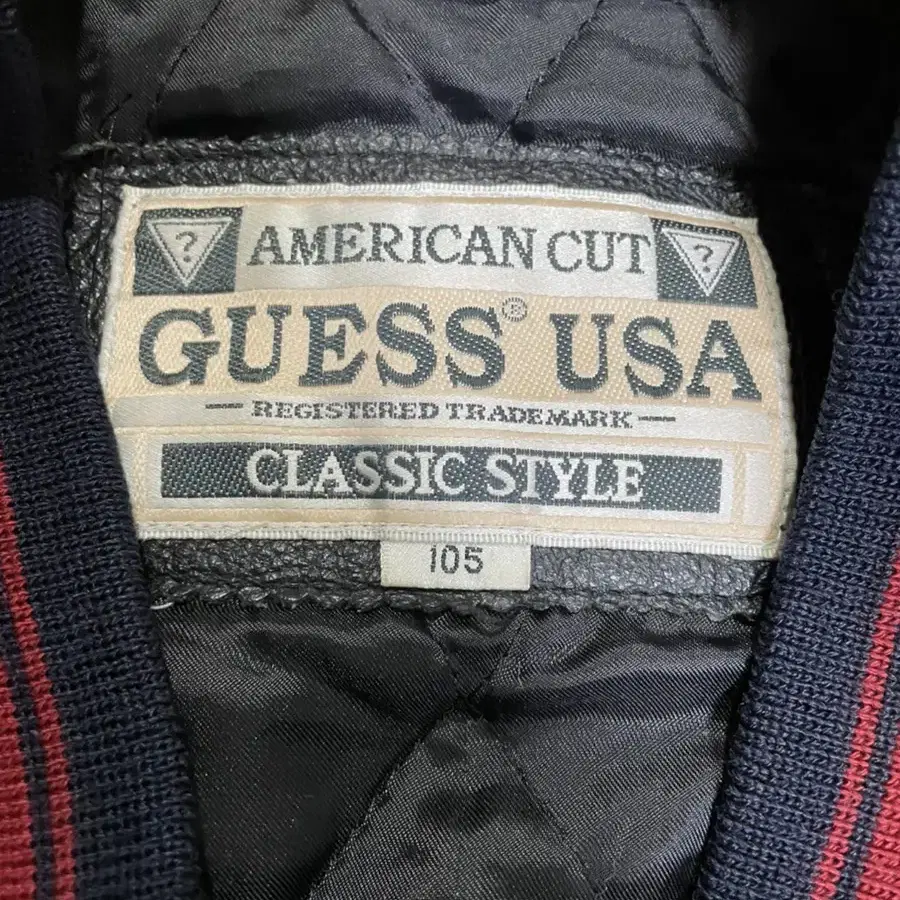 ? AMERICAN CUT ?
GUESS® USA
— REGISTERED TRADEMARK —
CLASSIC STYLE
105